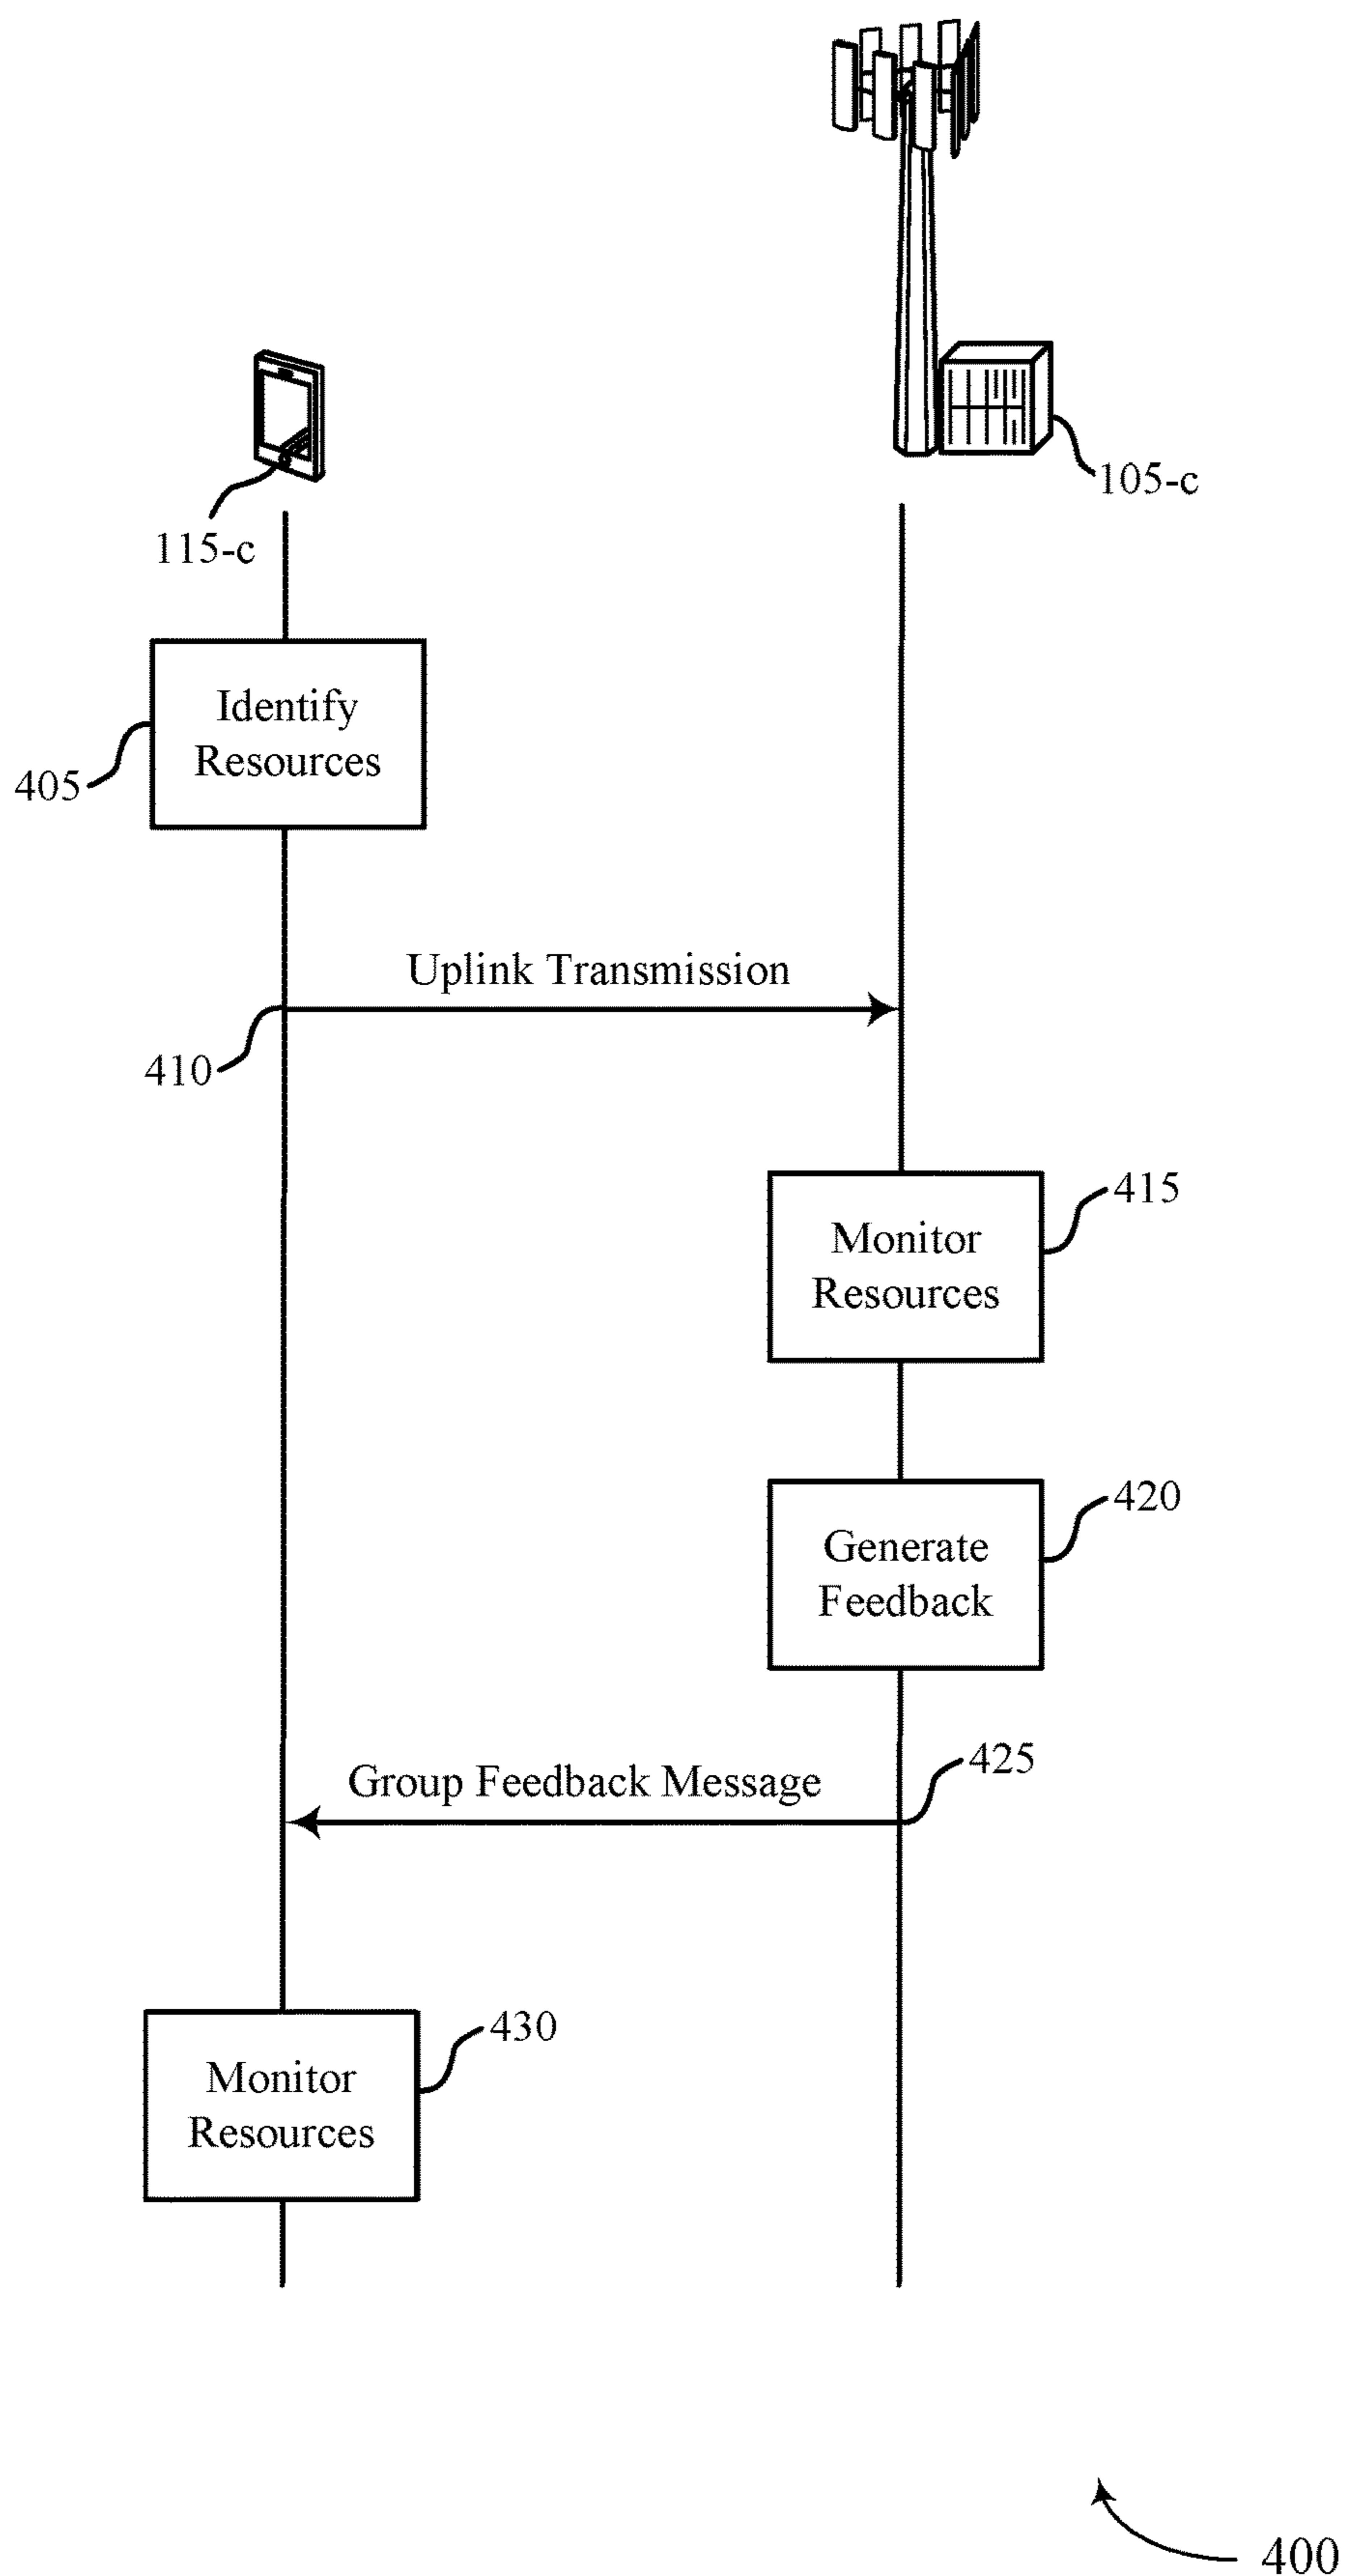 105-c
115-c
Identify
Resources
405
Uplink Transmission
410
415
Monitor
Resources
420
Generate
Feedback
425
Group Feedback Message
430
Monitor
Resources
400